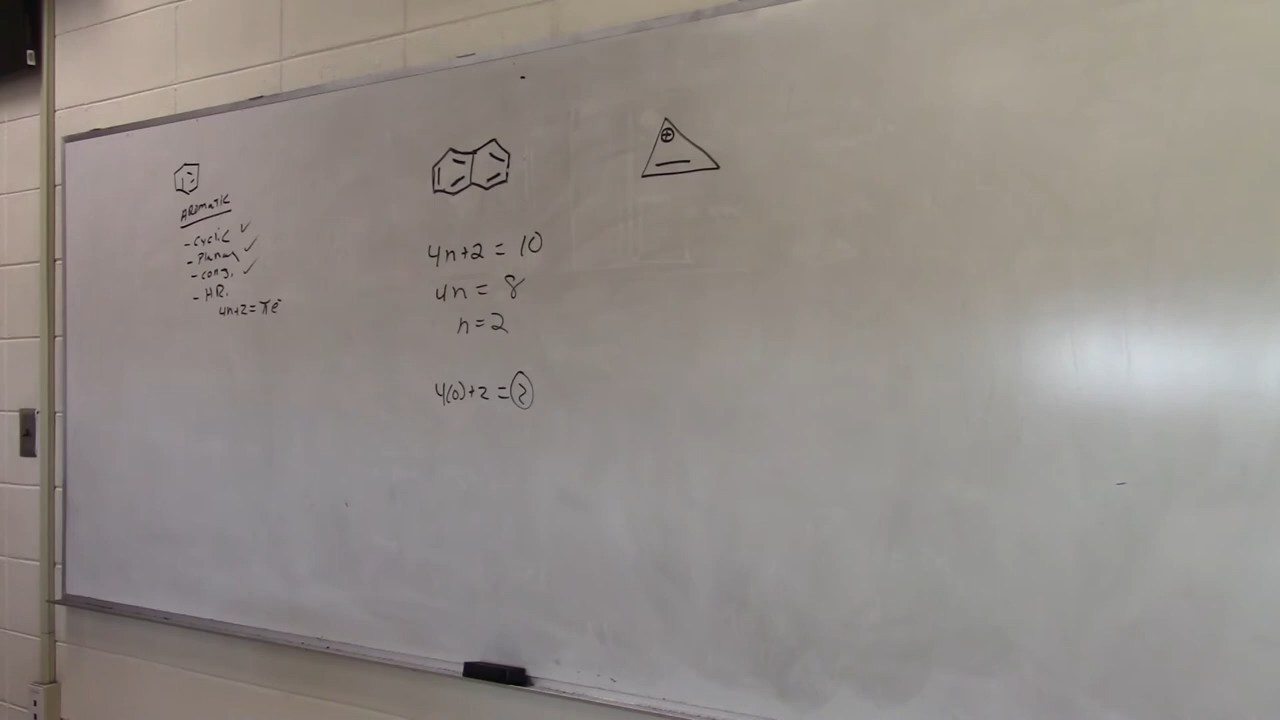 AROMATIC
- cyclic ✓
- Planar ✓
- conj. ✓
- H.R.
4n+2 = πe⁻
4n+2 = 10
4n = 8
n=2
4(0)+2 = 2
⊕